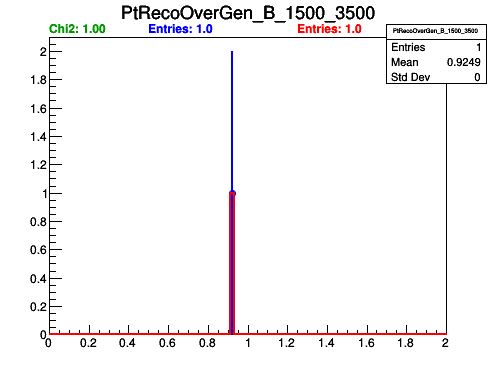 PtRecoOverGen_B_1500_3500
Chi2: 1.00 Entries: 1.0 Entries: 1.0
PtRecoOverGen_B_1500_3500
Entries 1
Mean 0.9249
Std Dev 0
2
1.8
1.6
1.4
1.2
1
0.8
0.6
0.4
0.2
0
0 0.2 0.4 0.6 0.8 1 1.2 1.4 1.6 1.8 2